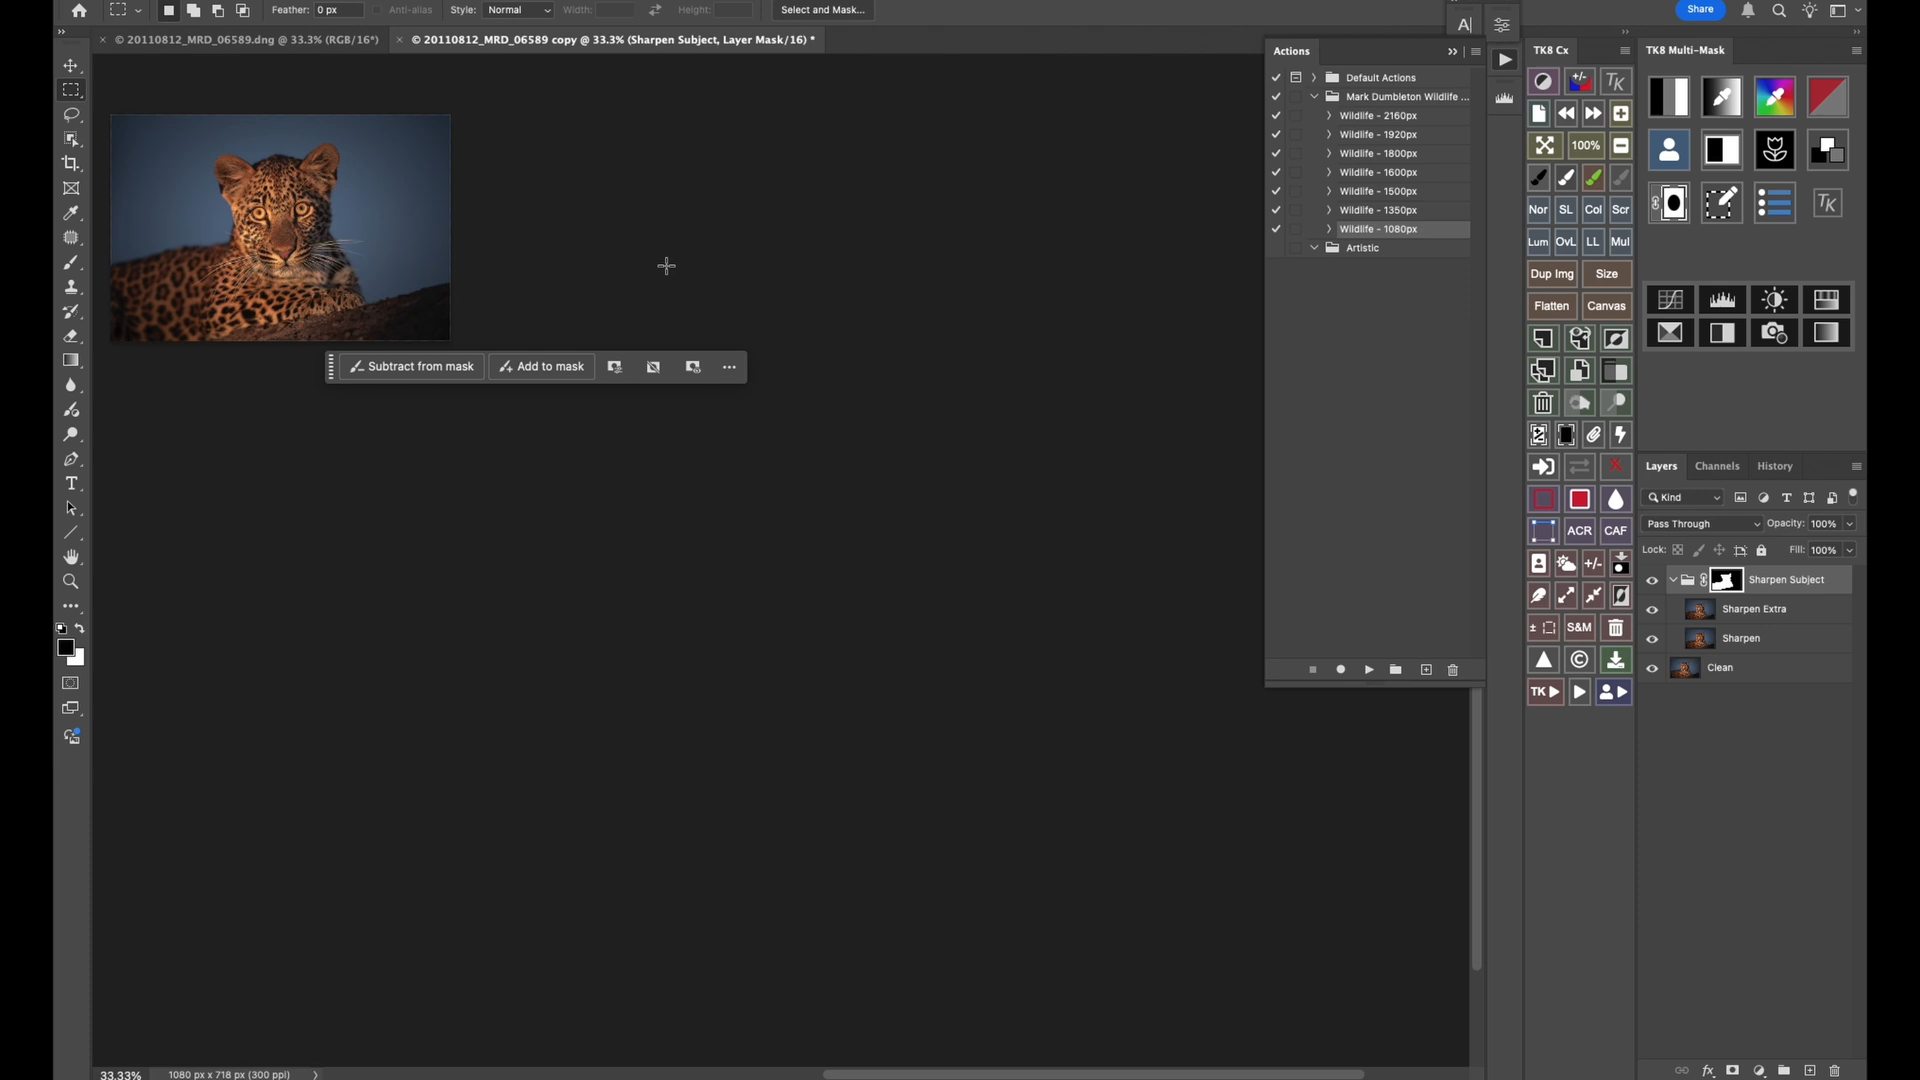 Feather: 0 px Anti-alias Style: Normal Width: Height: Select and Mask... Share
© 20110812_MRD_06589.dng @ 33.3% (RGB/16*) © 20110812_MRD_06589 copy @ 33.3% (Sharpen Subject, Layer Mask/16) *
Actions
Default Actions
Mark Dumbleton Wildlife ...
Wildlife - 2160px
Wildlife - 1920px
Wildlife - 1800px
Wildlife - 1600px
Wildlife - 1500px
Wildlife - 1350px
Wildlife - 1080px
Artistic
Subtract from mask Add to mask
A
TK8 Cx
TK
100%
Nor SL Col Scr
Lum OvL LL Mul
Dup Img Size
Flatten Canvas
ACR CAF
+/-
S&M
TK
TK8 Multi-Mask
TK
Layers Channels History
Kind
Pass Through Opacity: 100%
Lock: Fill: 100%
Sharpen Subject
Sharpen Extra
Sharpen
Clean
fx
33.33% 1080 px x 718 px (300 ppi)